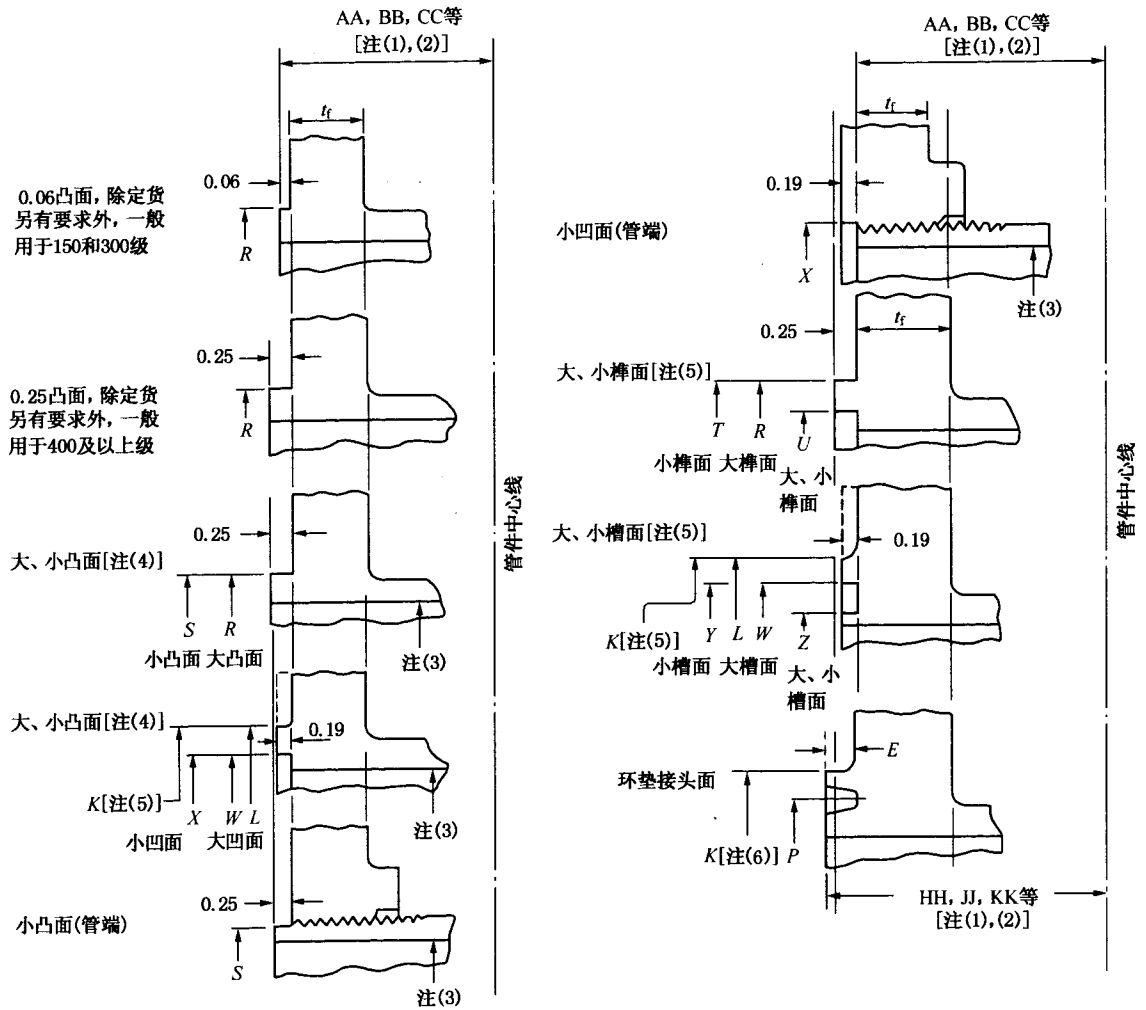 AA, BB, CC等
[注(1),(2)]
tf
0.06
0.06凸面，除定货
另有要求外，一般
用于150和300级
R
0.25
0.25凸面，除定货
另有要求外，一般
用于400及以上级
R
0.25
大、小凸面[注(4)]
S R
小凸面 大凸面
注(3)
大、小凸面[注(4)]
0.19
K[注(5)] X W L
小凹面 大凹面
注(3)
0.25
小凸面(管端)
S
注(3)
管件中心线
AA, BB, CC等
[注(1),(2)]
tf
0.19
小凹面(管端)
X
注(3)
0.25
tf
大、小榫面[注(5)]
T R U
小榫面 大榫面 大、小
榫面
大、小槽面[注(5)]
0.19
K[注(5)] Y L W Z
小槽面 大槽面 大、小
槽面
E
环垫接头面
K[注(6)] P
HH, JJ, KK等
[注(1),(2)]
管件中心线